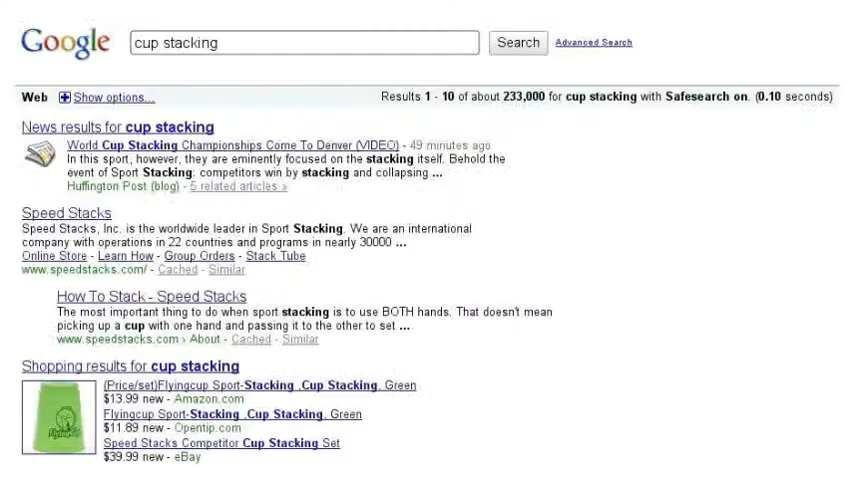 Google cup stacking Search Advanced Search
Web Show options... Results 1 - 10 of about 233,000 for cup stacking with Safesearch on. (0.10 seconds)
News results for cup stacking
World Cup Stacking Championships Come To Denver (VIDEO) - 49 minutes ago
In this sport, however, they are eminently focused on the stacking itself. Behold the
event of Sport Stacking: competitors win by stacking and collapsing ...
Huffington Post (blog) - 5 related articles »
Speed Stacks
Speed Stacks, Inc. is the worldwide leader in Sport Stacking. We are an international
company with operations in 22 countries and programs in nearly 30000 ...
Online Store - Learn How - Group Orders - Stack Tube
www.speedstacks.com/ - Cached - Similar
How To Stack - Speed Stacks
The most important thing to do when sport stacking is to use BOTH hands. That doesn't mean
picking up a cup with one hand and passing it to the other to set ...
www.speedstacks.com › About - Cached - Similar
Shopping results for cup stacking
(Price/set)Flyingcup Sport-Stacking ,Cup Stacking, Green
$13.99 new - Amazon.com
Flyingcup Sport-Stacking ,Cup Stacking, Green
$11.89 new - Opentip.com
Speed Stacks Competitor Cup Stacking Set
$39.99 new - eBay